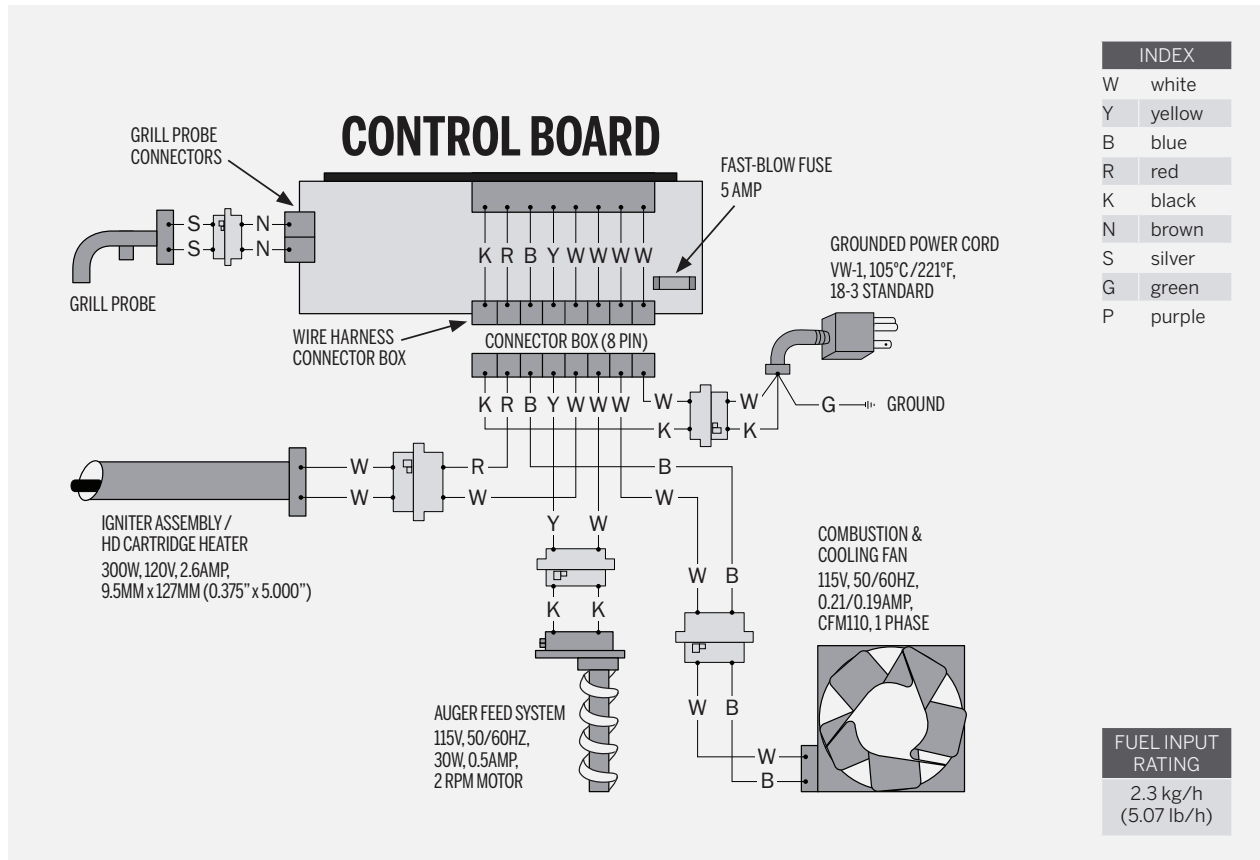 CONTROL BOARD
GRILL PROBE
CONNECTORS
FAST-BLOW FUSE
5 AMP
S N
S N
GRILL PROBE
K R B Y W W W W
WIRE HARNESS
CONNECTOR BOX
CONNECTOR BOX (8 PIN)
GROUNDED POWER CORD
VW-1, 105°C/221°F,
18-3 STANDARD
K R B Y W W W
W W
K K
G GROUND
W R
W W
B
W
IGNITER ASSEMBLY /
HD CARTRIDGE HEATER
300W, 120V, 2.6AMP,
9.5MM x 127MM (0.375" x 5.000")
Y W
K K
AUGER FEED SYSTEM
115V, 50/60HZ,
30W, 0.5AMP,
2 RPM MOTOR
W B
W B
W
B
COMBUSTION &
COOLING FAN
115V, 50/60HZ,
0.21/0.19AMP,
CFM110, 1 PHASE
INDEX
W white
Y yellow
B blue
R red
K black
N brown
S silver
G green
P purple
FUEL INPUT
RATING
2.3 kg/h
(5.07 lb/h)